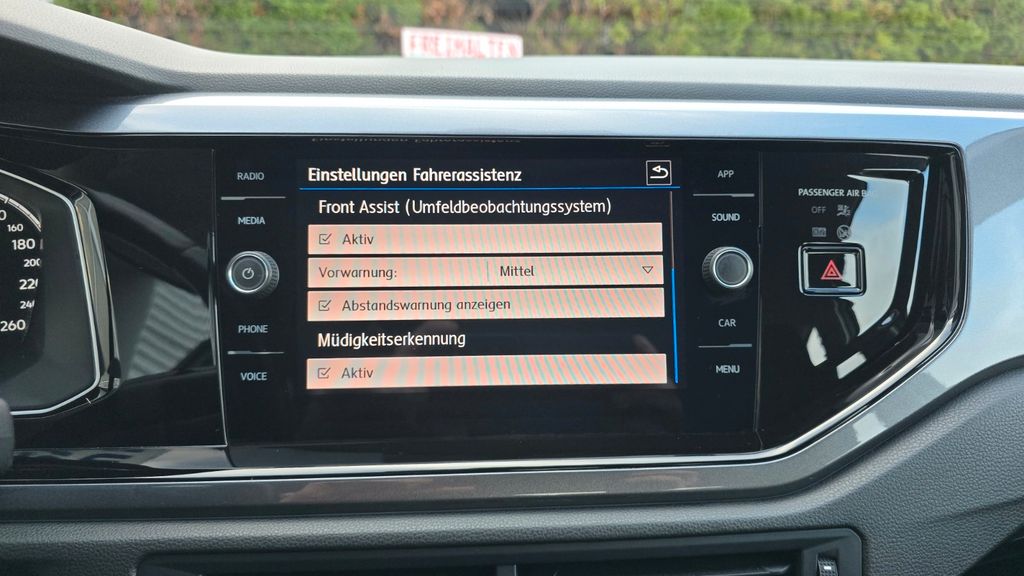 FREIHALTEN
RADIO
MEDIA
PHONE
VOICE
Einstellungen Fahrerassistenz
Front Assist (Umfeldbeobachtungssystem)
Aktiv
Vorwarnung: Mittel
Abstandswarnung anzeigen
Müdigkeitserkennung
Aktiv
APP
SOUND
CAR
MENU
PASSENGER AIR BAG
OFF
160
180
200
220
240
260